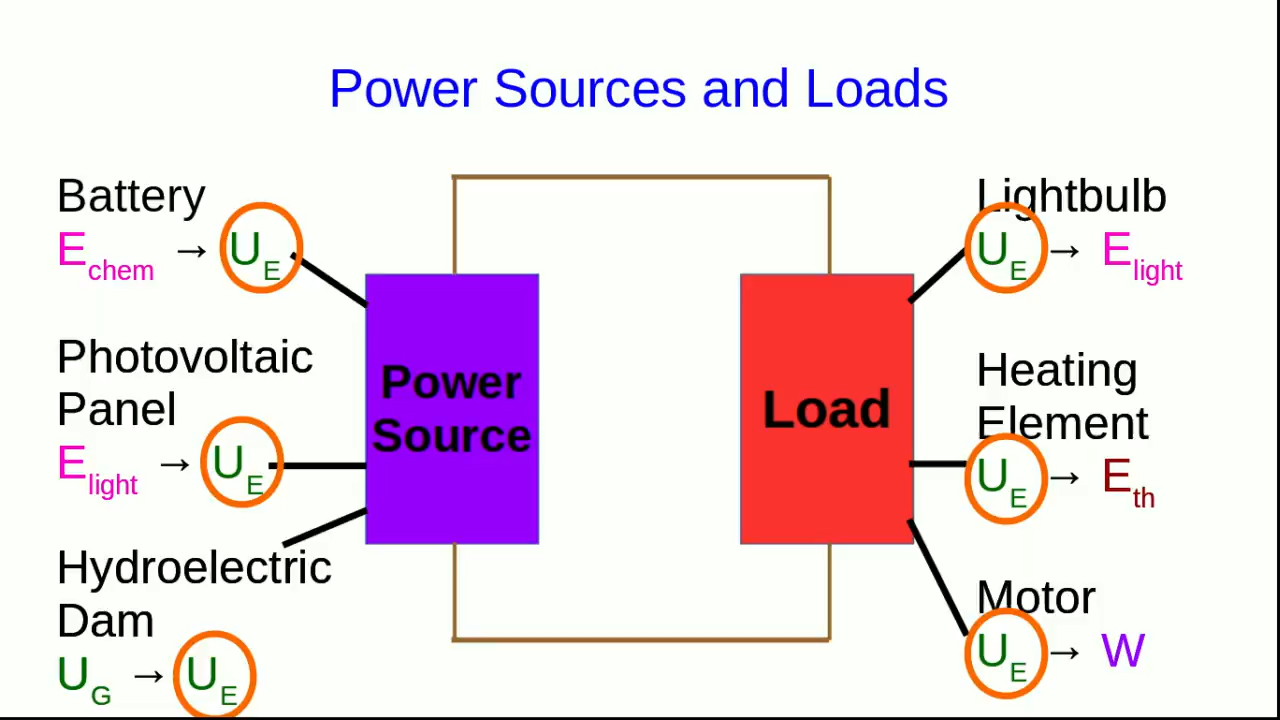 Power Sources and Loads
Battery
Echem → UE
Photovoltaic
Panel
Elight → UE
Hydroelectric
Dam
UG → UE
Power
Source
Load
Lightbulb
UE → Elight
Heating
Element
UE → Eth
Motor
UE → W